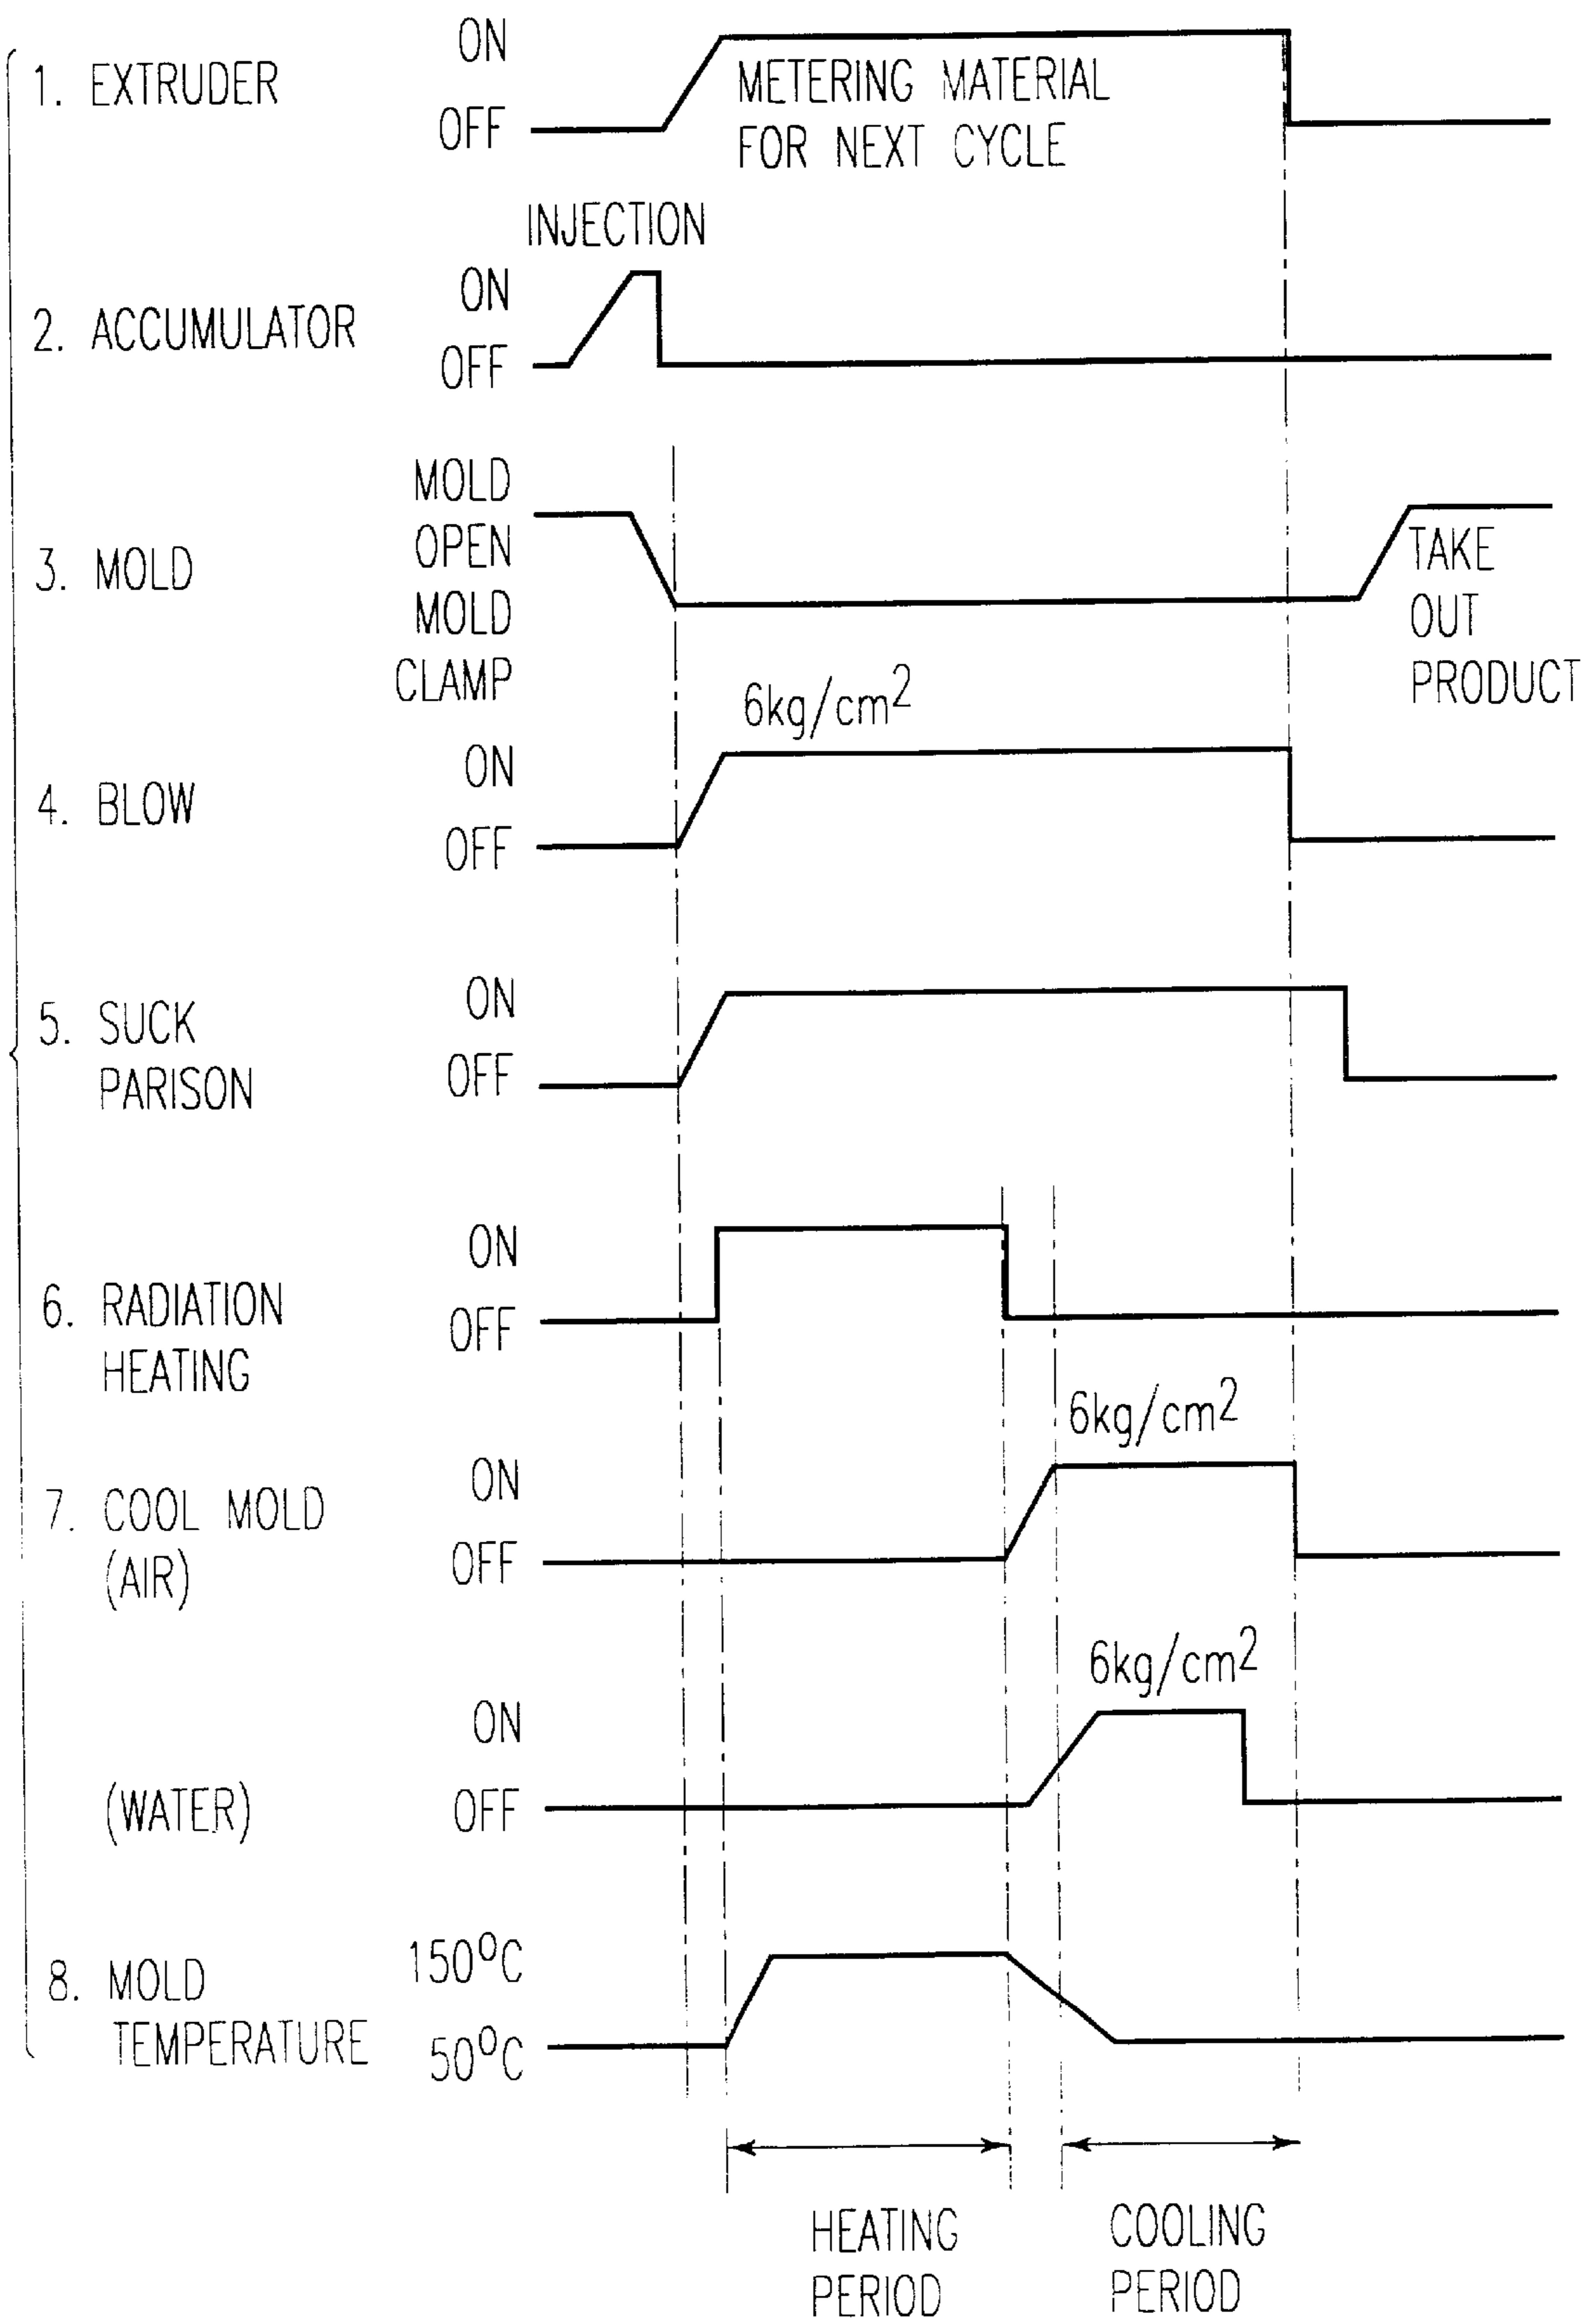 1. EXTRUDER
ON
OFF
METERING MATERIAL
FOR NEXT CYCLE
INJECTION
2. ACCUMULATOR
ON
OFF
3. MOLD
MOLD
OPEN
MOLD
CLAMP
TAKE
OUT
PRODUCT
6kg/cm²
4. BLOW
ON
OFF
5. SUCK
PARISON
ON
OFF
6. RADIATION
HEATING
ON
OFF
6kg/cm²
7. COOL MOLD
(AIR)
ON
OFF
6kg/cm²
(WATER)
ON
OFF
8. MOLD
TEMPERATURE
150°C
50°C
HEATING
PERIOD
COOLING
PERIOD